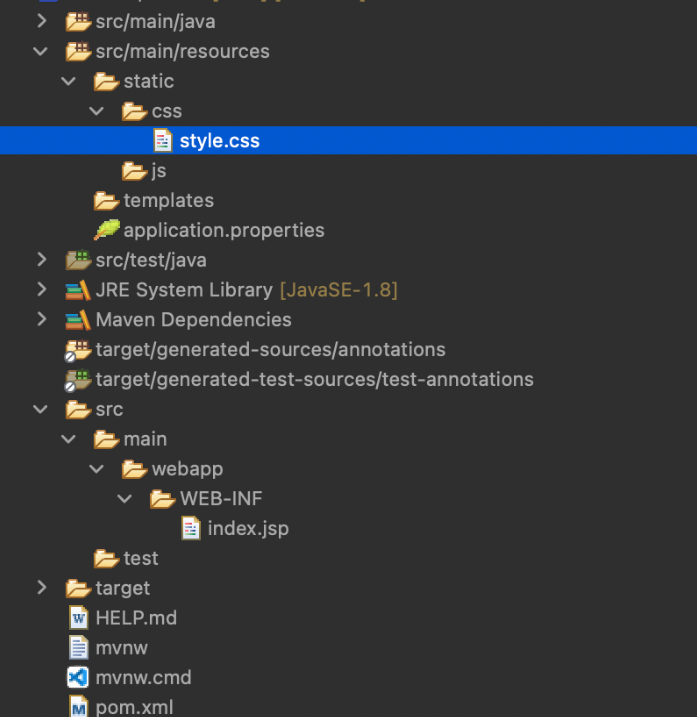 src/main/java
src/main/resources
static
css
style.css
js
templates
application.properties
src/test/java
JRE System Library [JavaSE-1.8]
Maven Dependencies
target/generated-sources/annotations
target/generated-test-sources/test-annotations
src
main
webapp
WEB-INF
index.jsp
test
target
HELP.md
mvnw
mvnw.cmd
pom.xml